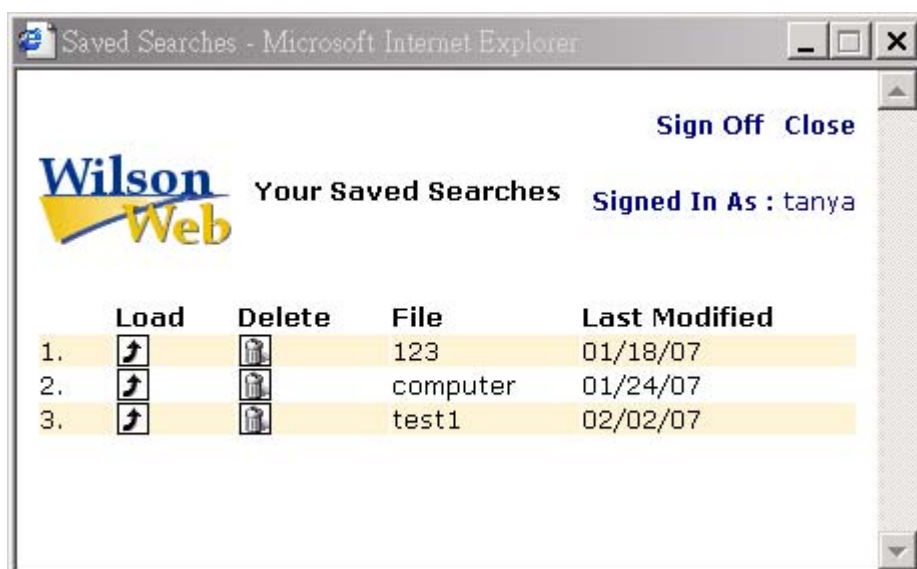 Saved Searches - Microsoft Internet Explorer
Sign Off Close
Wilson
Web
Your Saved Searches
Signed In As : tanya
Load Delete File Last Modified
1. 123 01/18/07
2. computer 01/24/07
3. test1 02/02/07